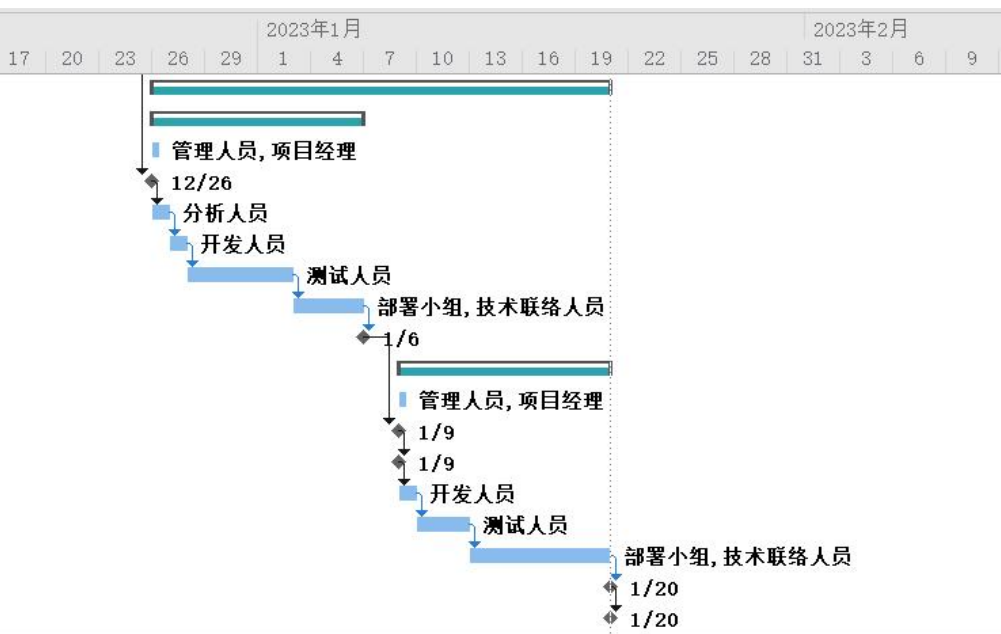 2023年1月 2023年2月
17 20 23 26 29 1 4 7 10 13 16 19 22 25 28 31 3 6 9
管理人员,项目经理
12/26
分析人员
开发人员
测试人员
部署小组,技术联络人员
1/6
管理人员,项目经理
1/9
1/9
开发人员
测试人员
部署小组,技术联络人员
1/20
1/20